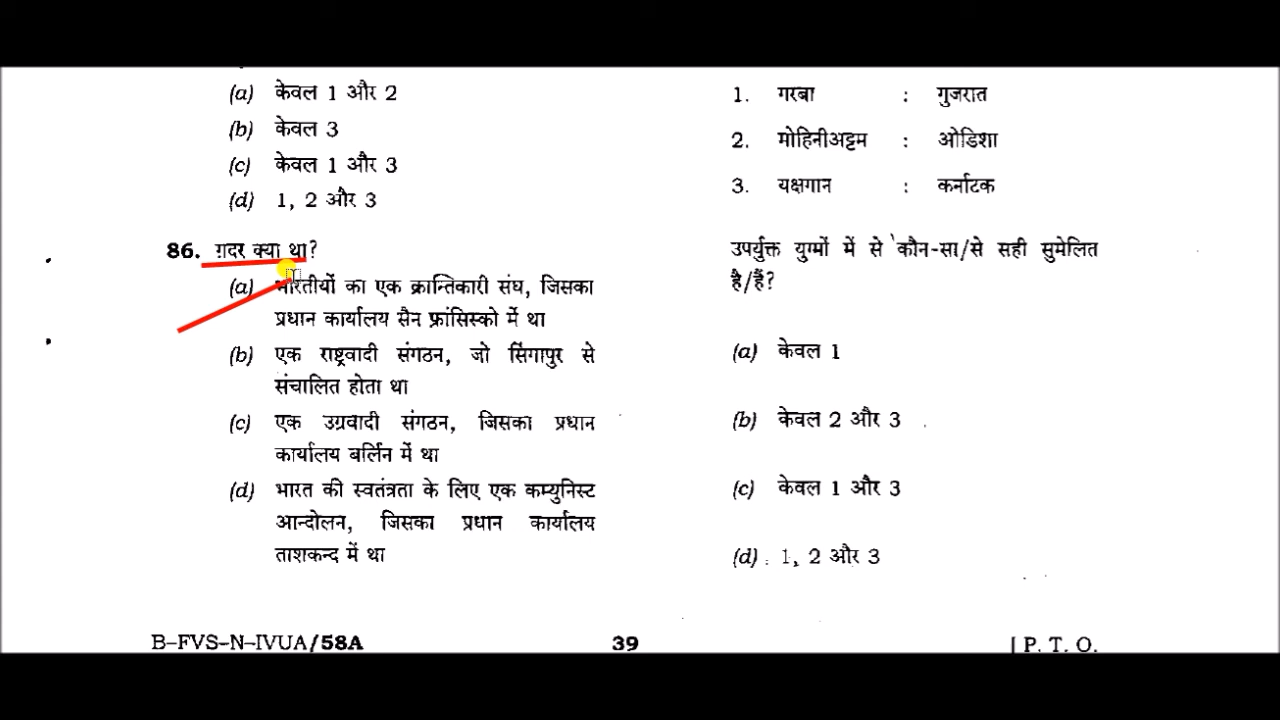 (a) केवल 1 और 2
(b) केवल 3
(c) केवल 1 और 3
(d) 1, 2 और 3
86. ग़दर क्या था?
(a) भारतीयों का एक क्रान्तिकारी संघ, जिसका
प्रधान कार्यालय सैन फ्रांसिस्को में था
(b) एक राष्ट्रवादी संगठन, जो सिंगापुर से
संचालित होता था
(c) एक उग्रवादी संगठन, जिसका प्रधान
कार्यालय बर्लिन में था
(d) भारत की स्वतंत्रता के लिए एक कम्युनिस्ट
आन्दोलन, जिसका प्रधान कार्यालय
ताशकन्द में था
1. गरबा : गुजरात
2. मोहिनीअट्टम : ओडिशा
3. यक्षगान : कर्नाटक
उपर्युक्त युग्मों में से कौन-सा/से सही सुमेलित
है/हैं?
(a) केवल 1
(b) केवल 2 और 3
(c) केवल 1 और 3
(d) 1, 2 और 3
B–FVS–N–IVUA/58A
39
[ P. T. O.